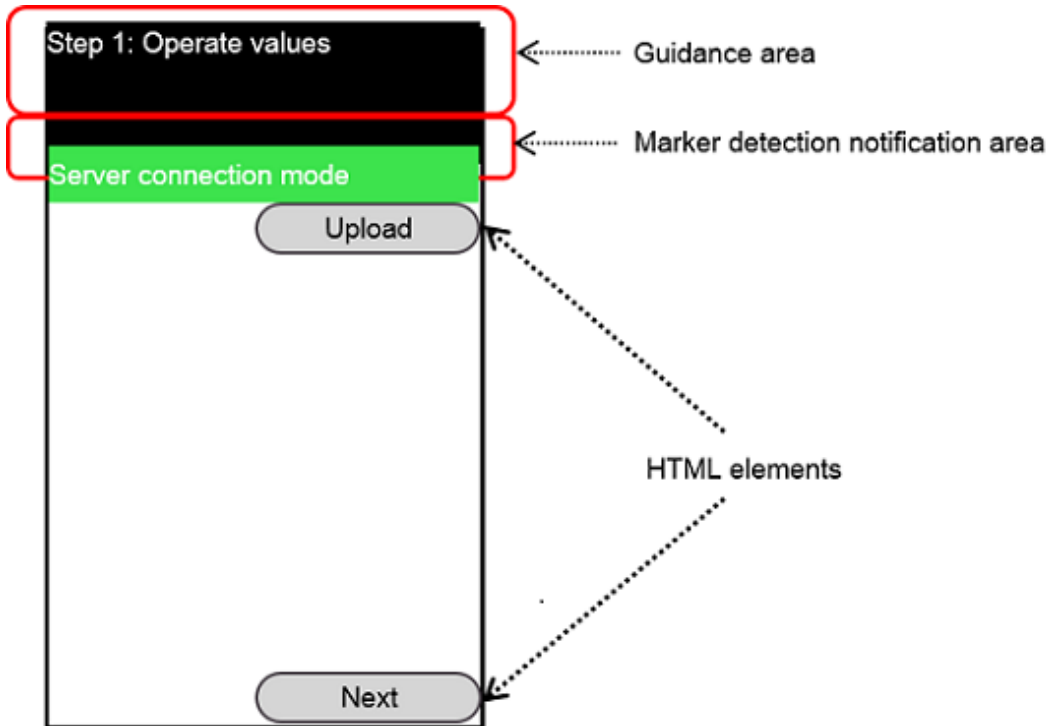 Step 1: Operate values
Guidance area
Marker detection notification area
Server connection mode
Upload
HTML elements
Next